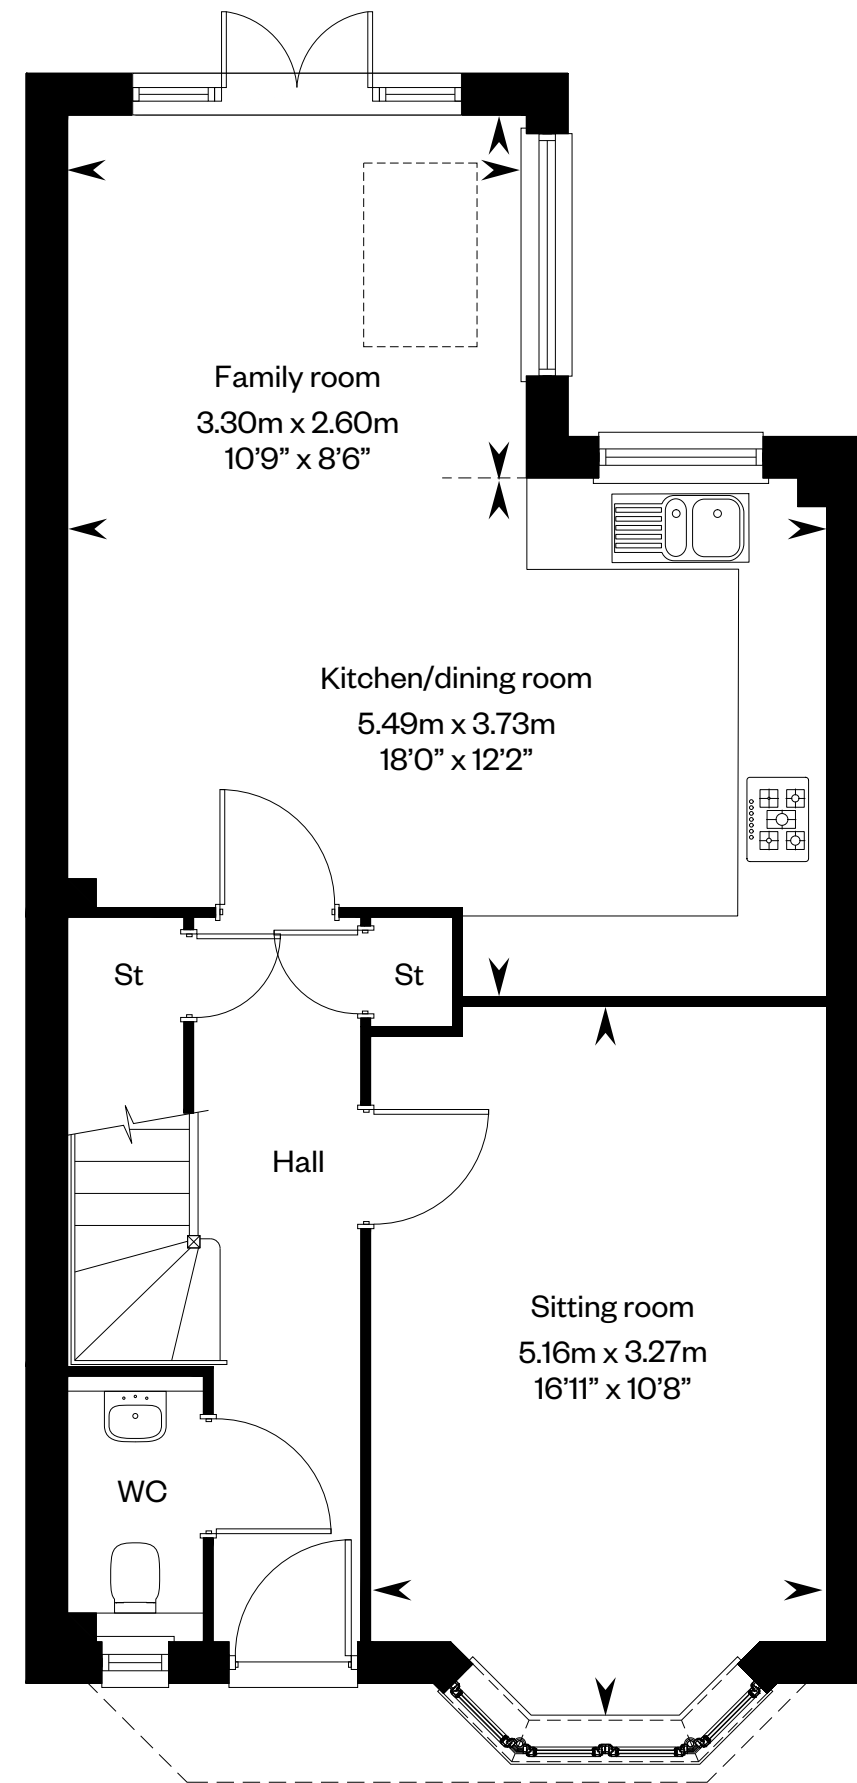 Family room
3.30m x 2.60m
10’9” x 8’6”
Kitchen/dining room
5.49m x 3.73m
18’0” x 12’2”
St
St
Hall
Sitting room
5.16m x 3.27m
16’11” x 10’8”
WC